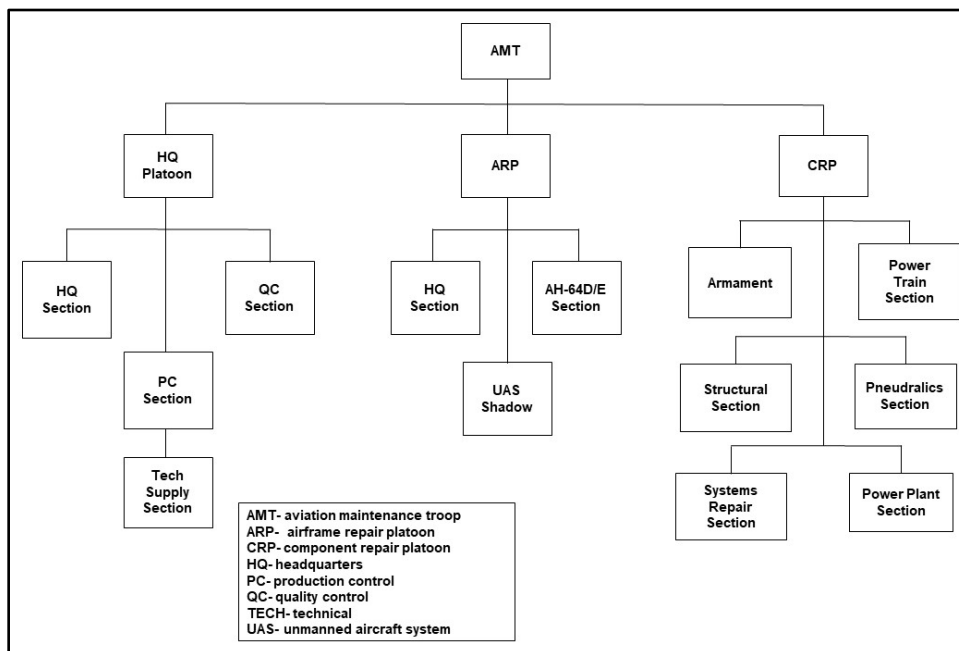 AMT
HQ
Platoon
ARP
CRP
HQ
Section
QC
Section
PC
Section
Tech
Supply
Section
HQ
Section
AH-64D/E
Section
UAS
Shadow
Armament
Power
Train
Section
Structural
Section
Pneudralics
Section
Systems
Repair
Section
Power Plant
Section
AMT- aviation maintenance troop
ARP- airframe repair platoon
CRP- component repair platoon
HQ- headquarters
PC- production control
QC- quality control
TECH- technical
UAS- unmanned aircraft system